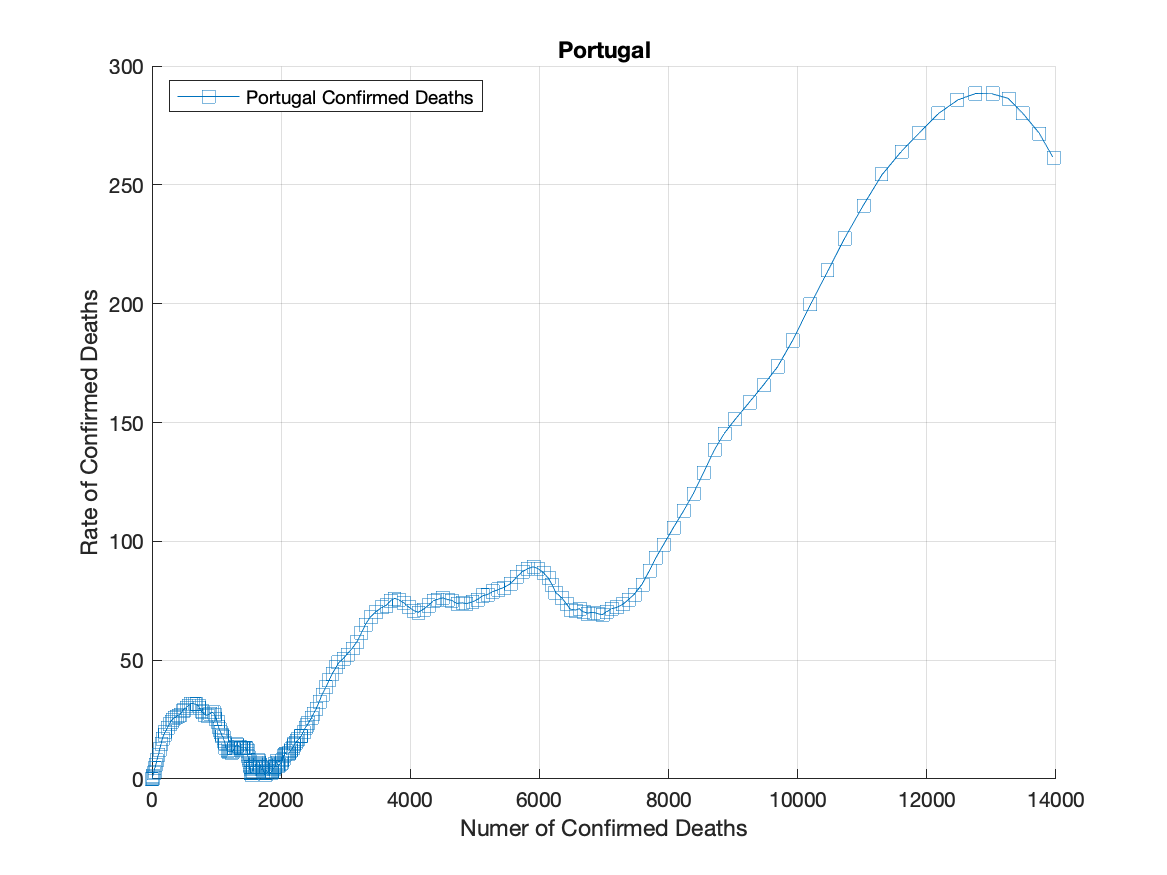 Portugal
Portugal Confirmed Deaths
300
250
200
150
100
50
0
Rate of Confirmed Deaths
0 2000 4000 6000 8000 10000 12000 14000
Numer of Confirmed Deaths